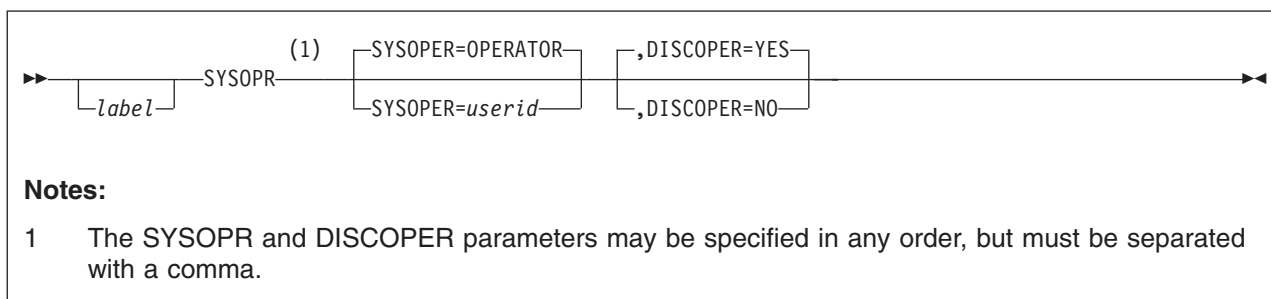 (1) SYSOPER=OPERATOR ,DISCOPER=YES
label SYSOPR SYSOPER=userid ,DISCOPER=NO
Notes:
1 The SYSOPR and DISCOPER parameters may be specified in any order, but must be separated
with a comma.